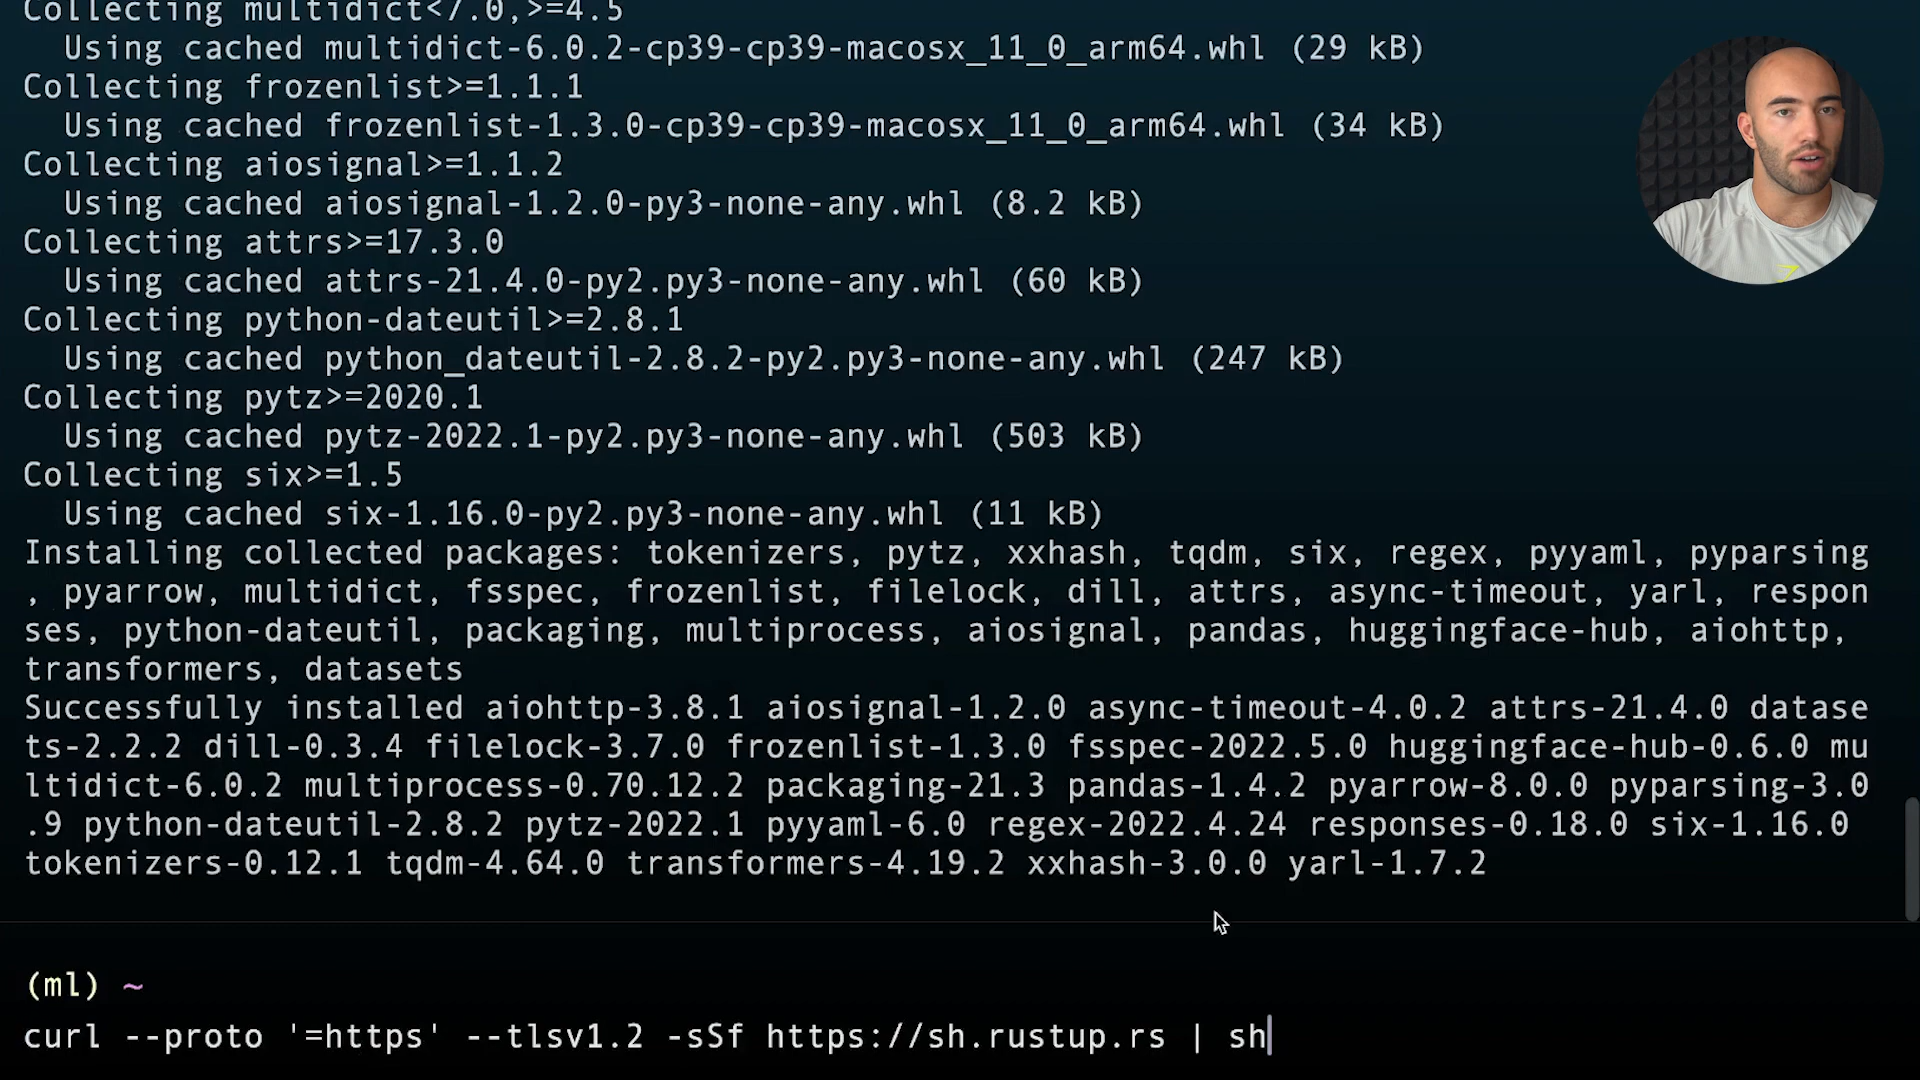 Collecting multidict<7.0,>=4.5
Using cached multidict-6.0.2-cp39-cp39-macosx_11_0_arm64.whl (29 kB)
Collecting frozenlist>=1.1.1
Using cached frozenlist-1.3.0-cp39-cp39-macosx_11_0_arm64.whl (34 kB)
Collecting aiosignal>=1.1.2
Using cached aiosignal-1.2.0-py3-none-any.whl (8.2 kB)
Collecting attrs>=17.3.0
Using cached attrs-21.4.0-py2.py3-none-any.whl (60 kB)
Collecting python-dateutil>=2.8.1
Using cached python_dateutil-2.8.2-py2.py3-none-any.whl (247 kB)
Collecting pytz>=2020.1
Using cached pytz-2022.1-py2.py3-none-any.whl (503 kB)
Collecting six>=1.5
Using cached six-1.16.0-py2.py3-none-any.whl (11 kB)
Installing collected packages: tokenizers, pytz, xxhash, tqdm, six, regex, pyyaml, pyparsing
, pyarrow, multidict, fsspec, frozenlist, filelock, dill, attrs, async-timeout, yarl, respon
ses, python-dateutil, packaging, multiprocess, aiosignal, pandas, huggingface-hub, aiohttp,
transformers, datasets
Successfully installed aiohttp-3.8.1 aiosignal-1.2.0 async-timeout-4.0.2 attrs-21.4.0 datase
ts-2.2.2 dill-0.3.4 filelock-3.7.0 frozenlist-1.3.0 fsspec-2022.5.0 huggingface-hub-0.6.0 mu
ltidict-6.0.2 multiprocess-0.70.12.2 packaging-21.3 pandas-1.4.2 pyarrow-8.0.0 pyparsing-3.0
.9 python-dateutil-2.8.2 pytz-2022.1 pyyaml-6.0 regex-2022.4.24 responses-0.18.0 six-1.16.0
tokenizers-0.12.1 tqdm-4.64.0 transformers-4.19.2 xxhash-3.0.0 yarl-1.7.2
(ml) ~
curl --proto '=https' --tlsv1.2 -sSf https://sh.rustup.rs | sh